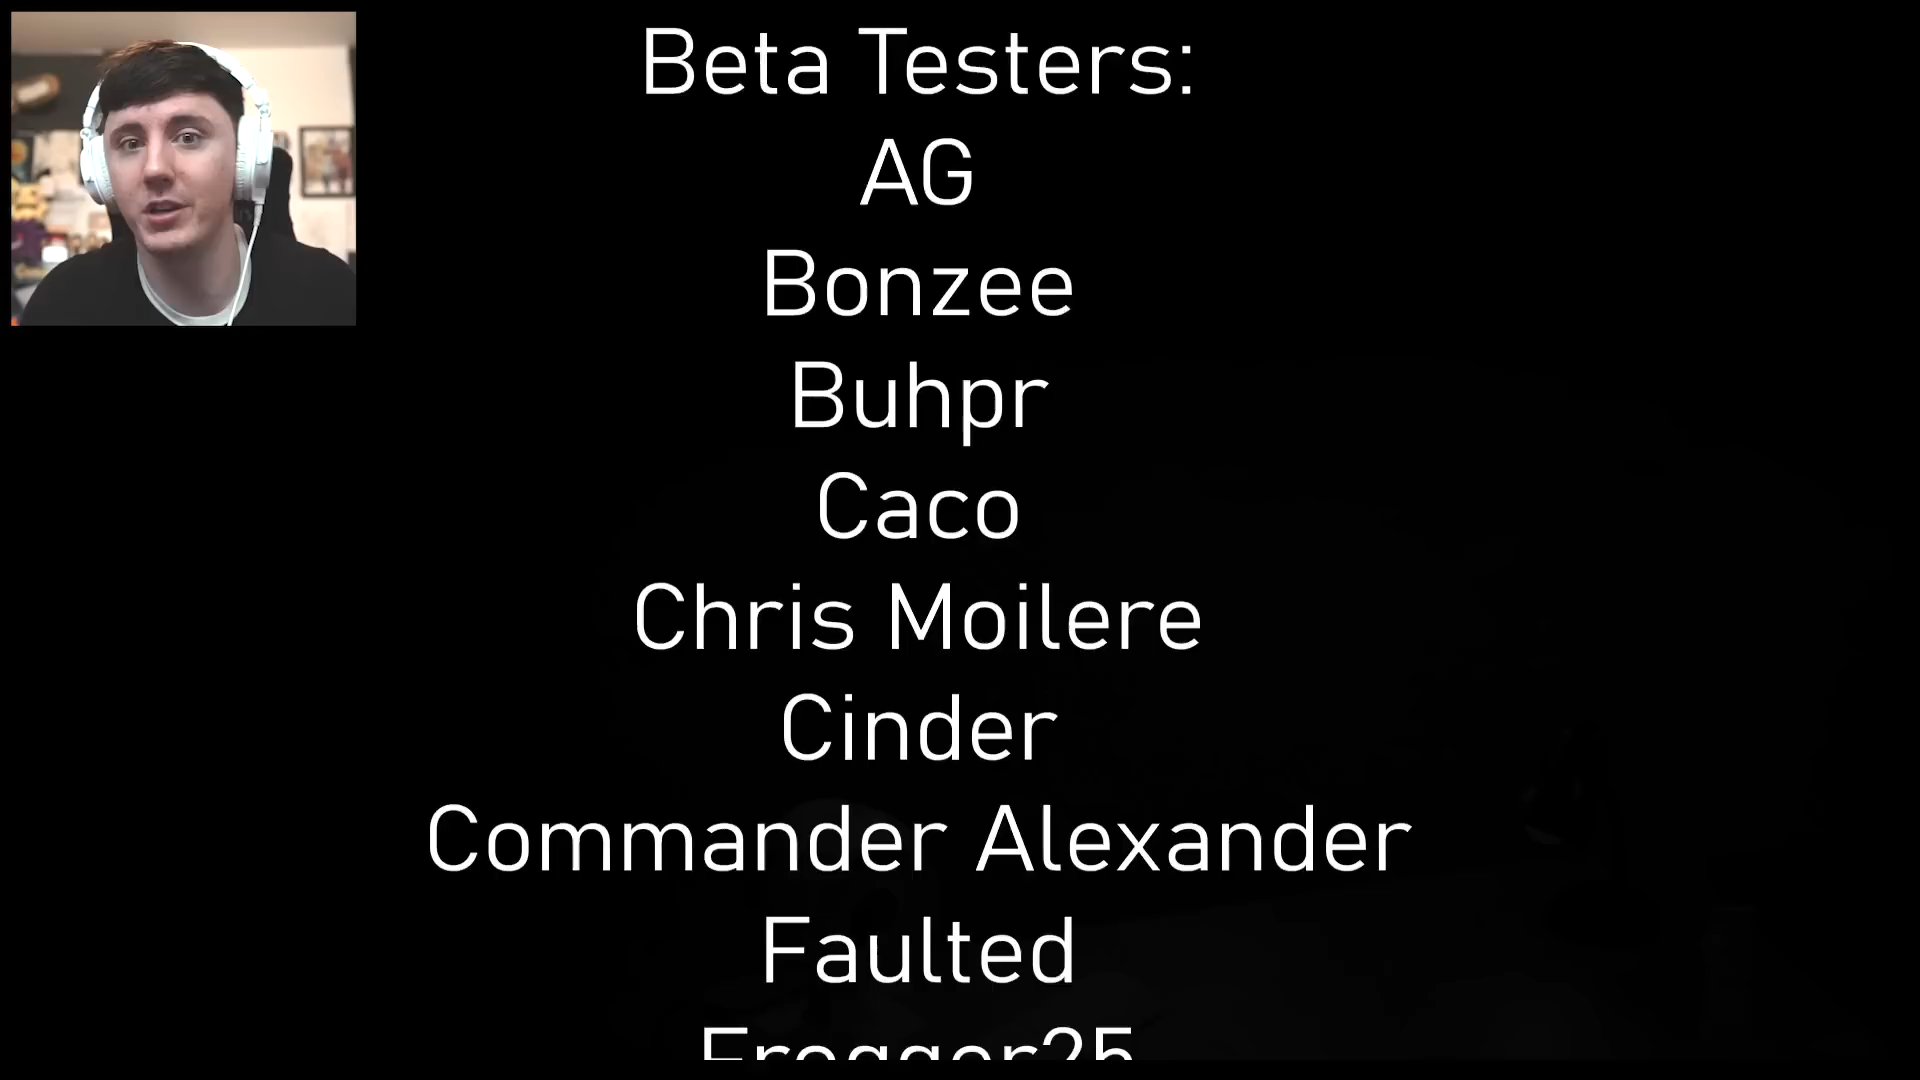 Beta Testers:
AG
Bonzee
Buhpr
Caco
Chris Moilere
Cinder
Commander Alexander
Faulted